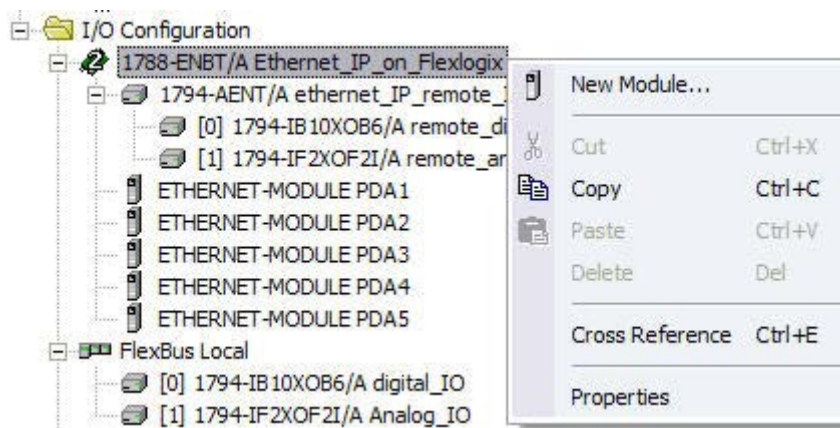 I/O Configuration
1788-ENBT/A Ethernet_IP_on_Flexlogix
1794-AENT/A ethernet_IP_remote_
[0] 1794-IB10XOB6/A remote_di
[1] 1794-IF2XOF2I/A remote_ar
ETHERNET-MODULE PDA1
ETHERNET-MODULE PDA2
ETHERNET-MODULE PDA3
ETHERNET-MODULE PDA4
ETHERNET-MODULE PDA5
FlexBus Local
[0] 1794-IB10XOB6/A digital_IO
[1] 1794-IF2XOF2I/A Analog_IO
New Module...
Cut Ctrl+X
Copy Ctrl+C
Paste Ctrl+V
Delete Del
Cross Reference Ctrl+E
Properties